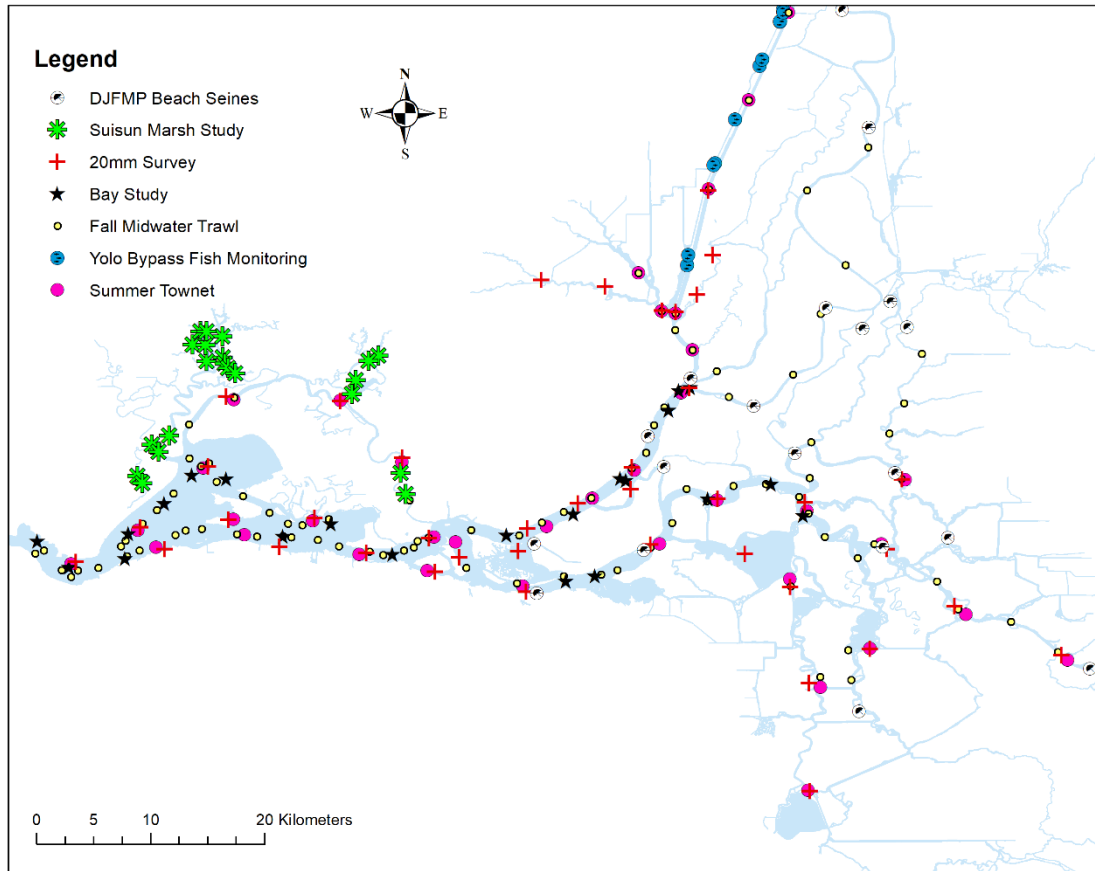 Legend
DJFMP Beach Seines
Suisun Marsh Study
20mm Survey
Bay Study
Fall Midwater Trawl
Yolo Bypass Fish Monitoring
Summer Townet
N
W E
S
0 5 10 20 Kilometers